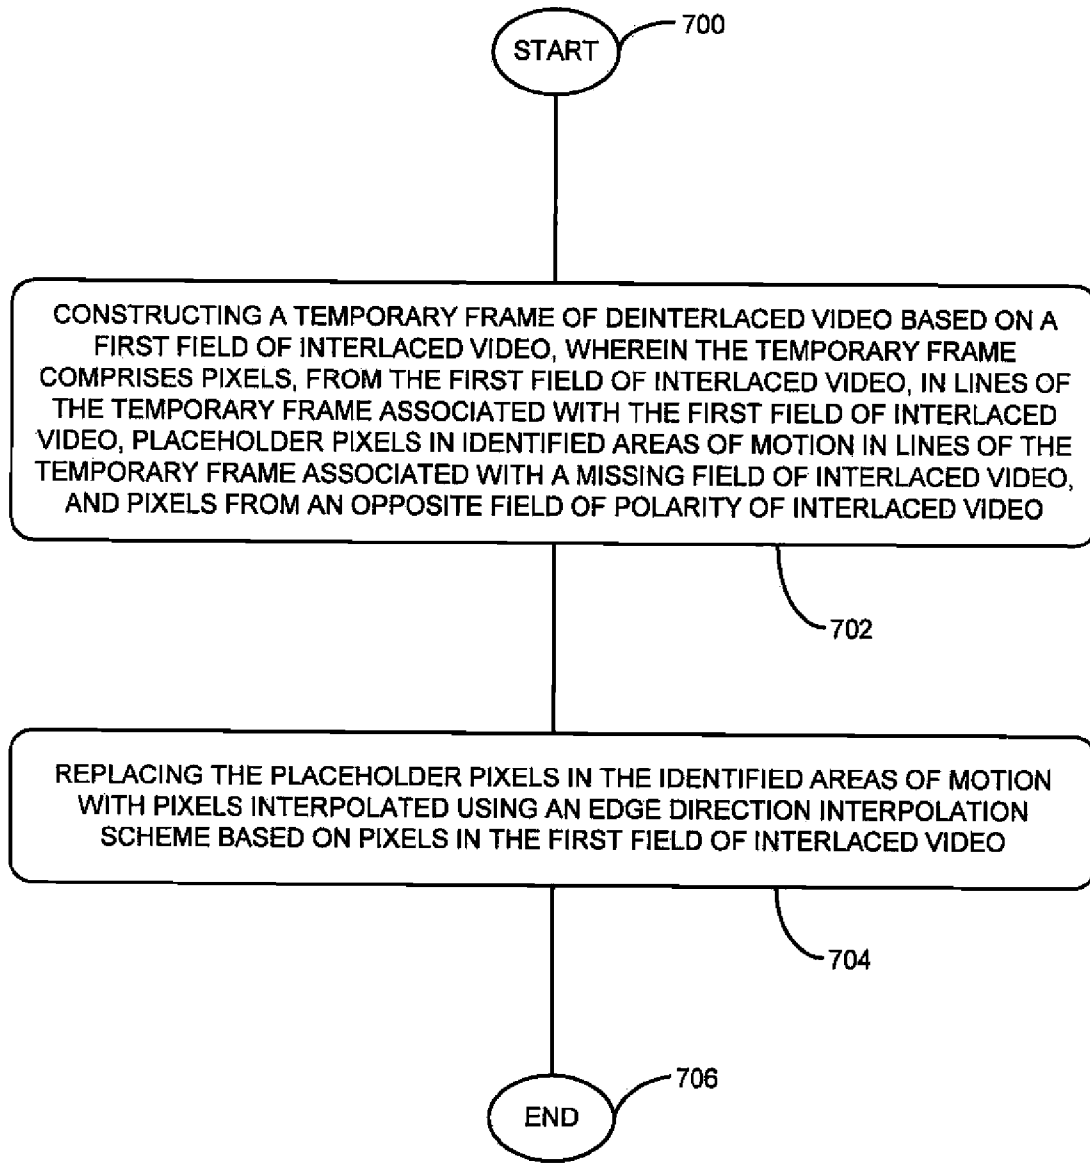 START
700
CONSTRUCTING A TEMPORARY FRAME OF DEINTERLACED VIDEO BASED ON A
FIRST FIELD OF INTERLACED VIDEO, WHEREIN THE TEMPORARY FRAME
COMPRISES PIXELS, FROM THE FIRST FIELD OF INTERLACED VIDEO, IN LINES OF
THE TEMPORARY FRAME ASSOCIATED WITH THE FIRST FIELD OF INTERLACED
VIDEO, PLACEHOLDER PIXELS IN IDENTIFIED AREAS OF MOTION IN LINES OF THE
TEMPORARY FRAME ASSOCIATED WITH A MISSING FIELD OF INTERLACED VIDEO,
AND PIXELS FROM AN OPPOSITE FIELD OF POLARITY OF INTERLACED VIDEO
702
REPLACING THE PLACEHOLDER PIXELS IN THE IDENTIFIED AREAS OF MOTION
WITH PIXELS INTERPOLATED USING AN EDGE DIRECTION INTERPOLATION
SCHEME BASED ON PIXELS IN THE FIRST FIELD OF INTERLACED VIDEO
704
706
END